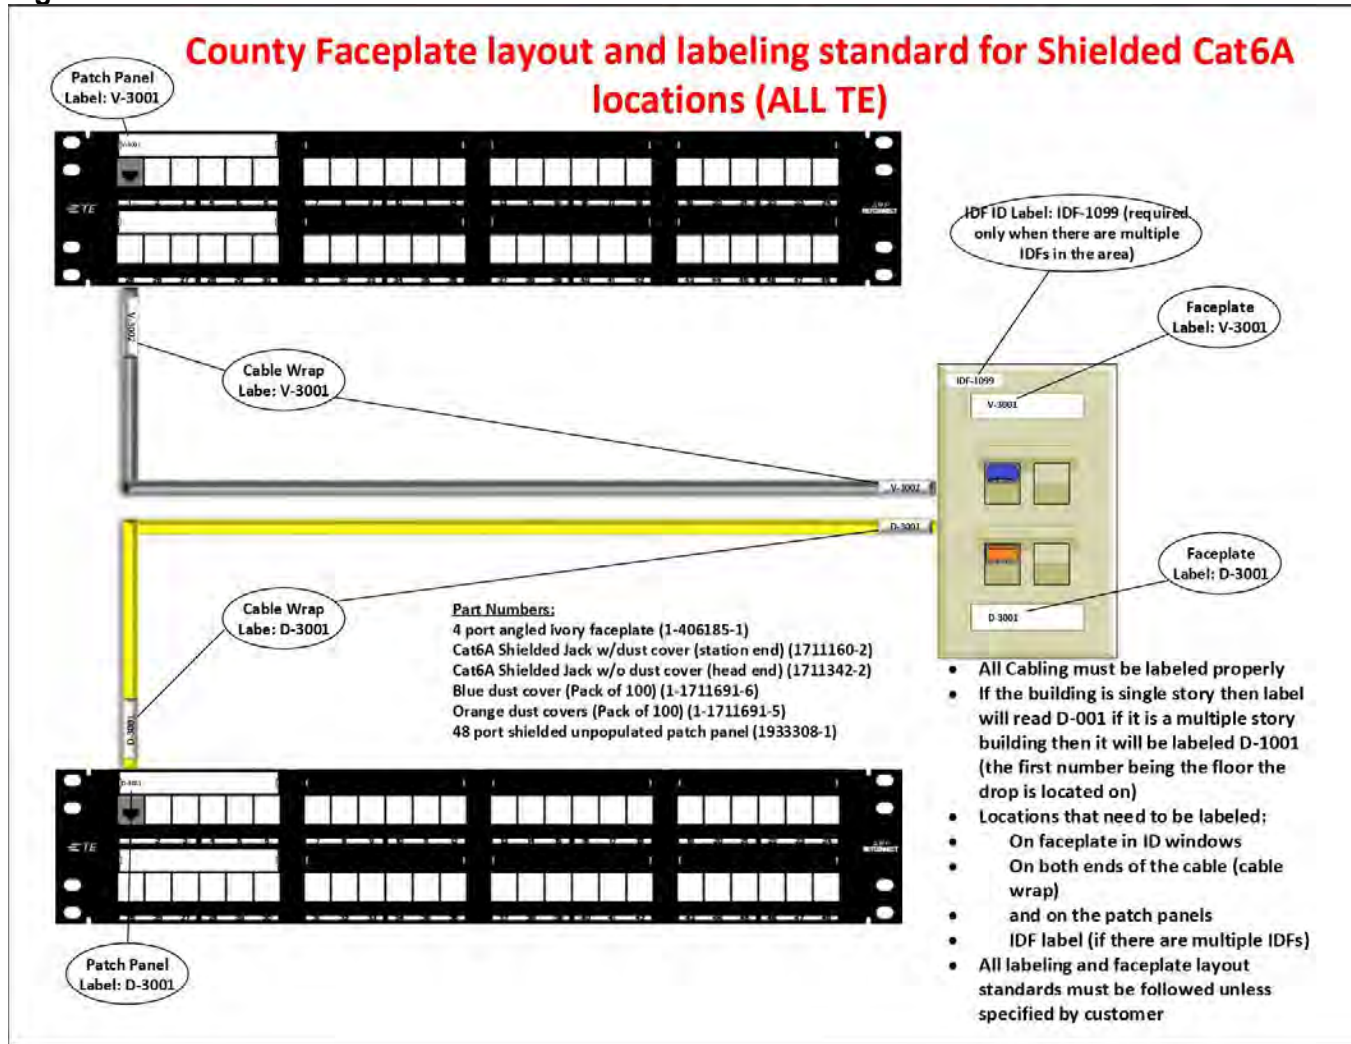 County Faceplate layout and labeling standard for Shielded Cat6A
locations (ALL TE)
Patch Panel
Label: V-3001
V-3001
TE
IDF ID Label: IDF-1099 (required
only when there are multiple
IDFs in the area)
Faceplate
Label: V-3001
V-3002
Cable Wrap
Labe: V-3001
IDF-1099
V-3001
V-3002
D-3001
Faceplate
Label: D-3001
D-3001
Cable Wrap
Labe: D-3001
D-3001
Part Numbers:
4 port angled ivory faceplate (1-406185-1)
Cat6A Shielded Jack w/dust cover (station end) (1711160-2)
Cat6A Shielded Jack w/o dust cover (head end) (1711342-2)
Blue dust cover (Pack of 100) (1-1711691-6)
Orange dust covers (Pack of 100) (1-1711691-5)
48 port shielded unpopulated patch panel (1933308-1)
• All Cabling must be labeled properly
• If the building is single story then label
will read D-001 if it is a multiple story
building then it will be labeled D-1001
(the first number being the floor the
drop is located on)
• Locations that need to be labeled:
• On faceplate in ID windows
• On both ends of the cable (cable
wrap)
• and on the patch panels
• IDF label (if there are multiple IDFs)
• All labeling and faceplate layout
standards must be followed unless
specified by customer
D-3001
TE
Patch Panel
Label: D-3001